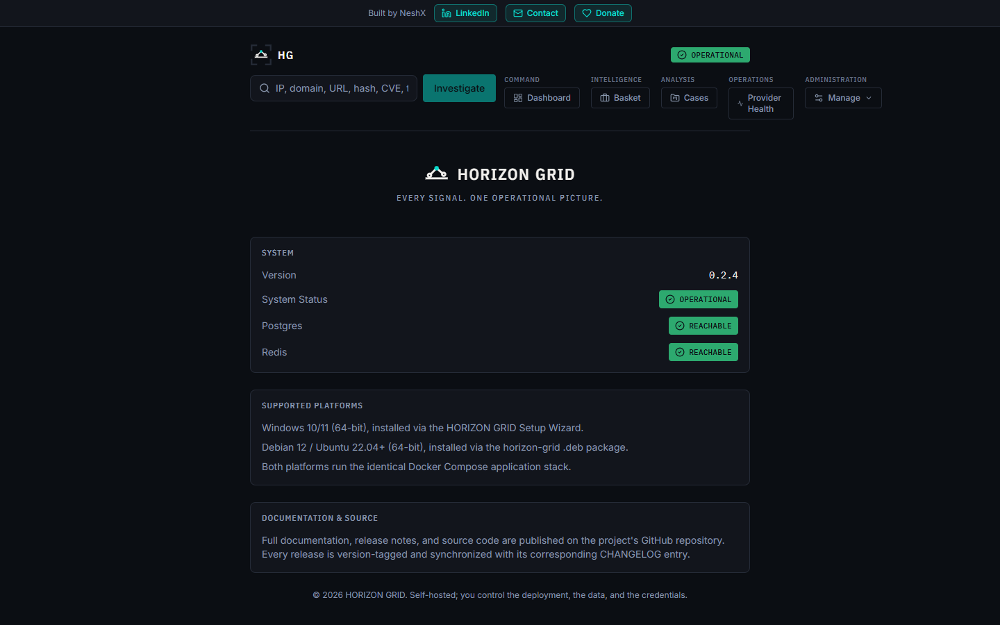 Built by NeshX
LinkedIn
Contact
Donate
HG
OPERATIONAL
IP, domain, URL, hash, CVE,
Investigate
COMMAND
Dashboard
INTELLIGENCE
Basket
ANALYSIS
Cases
OPERATIONS
Provider
Health
ADMINISTRATION
Manage
HORIZON GRID
EVERY SIGNAL. ONE OPERATIONAL PICTURE.
SYSTEM
Version
0.2.4
System Status
OPERATIONAL
Postgres
REACHABLE
Redis
REACHABLE
SUPPORTED PLATFORMS
Windows 10/11 (64-bit), installed via the HORIZON GRID Setup Wizard.
Debian 12 / Ubuntu 22.04+ (64-bit), installed via the horizon-grid .deb package.
Both platforms run the identical Docker Compose application stack.
DOCUMENTATION & SOURCE
Full documentation, release notes, and source code are published on the project's GitHub repository.
Every release is version-tagged and synchronized with its corresponding CHANGELOG entry.
© 2026 HORIZON GRID. Self-hosted; you control the deployment, the data, and the credentials.